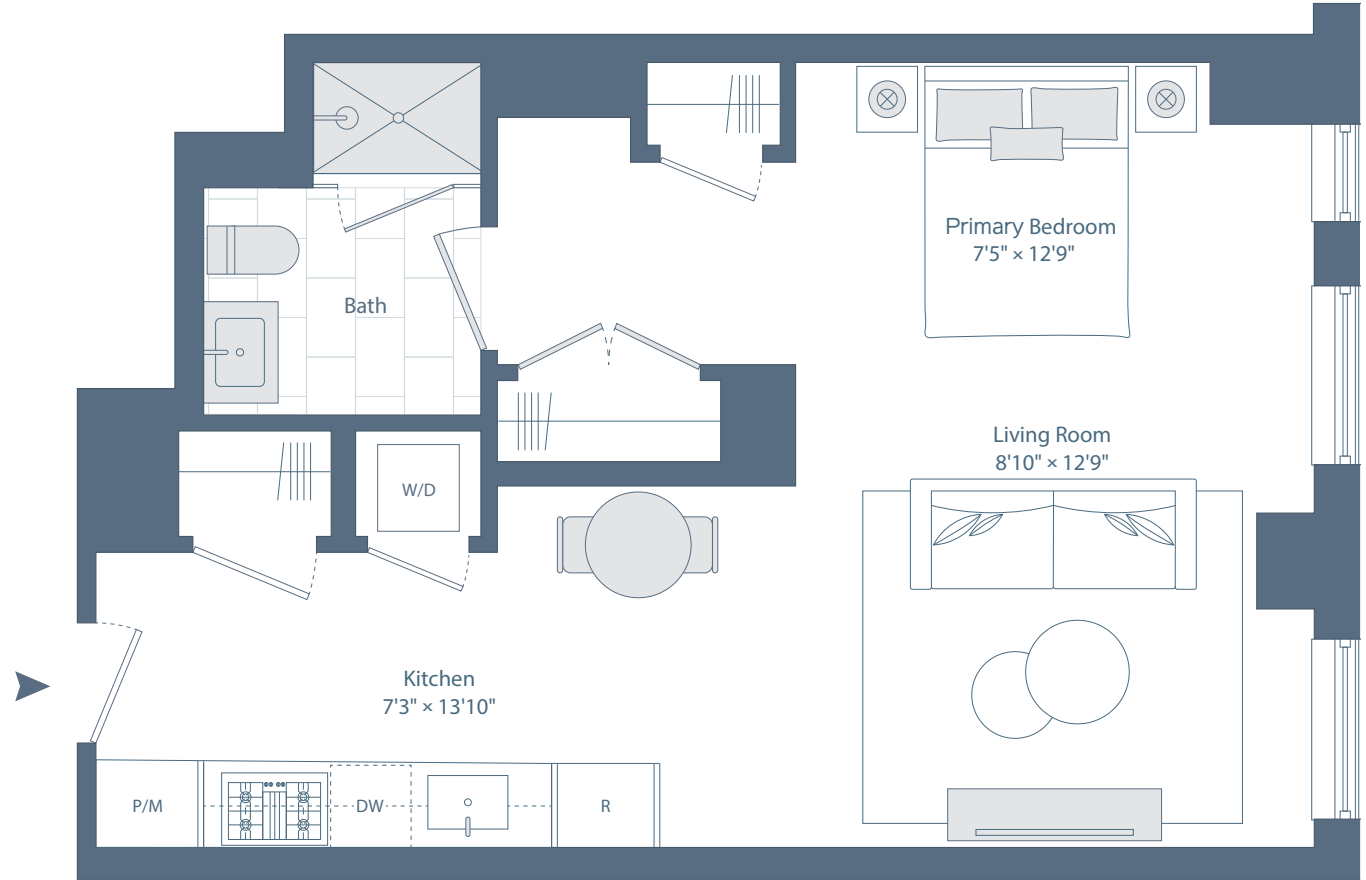 Primary Bedroom
7'5" × 12'9"
Bath
Living Room
8'10" × 12'9"
W/D
Kitchen
7'3" × 13'10"
P/M
DW
R